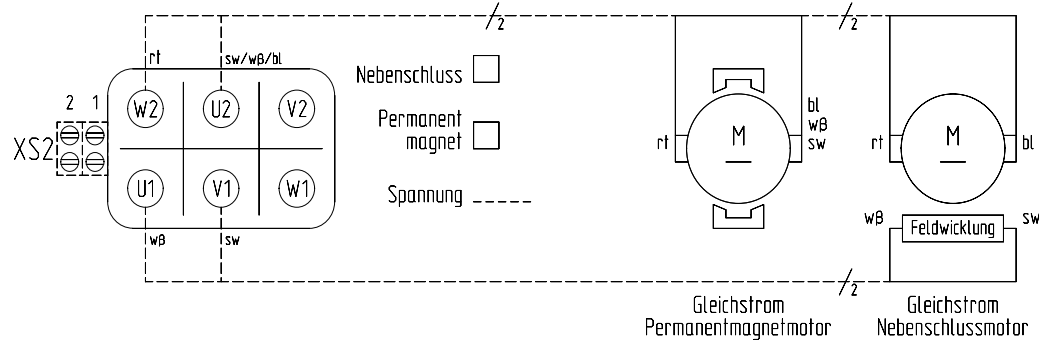 2
2
rt
sw/wβ/bl
Nebenschluss
2 1
W2
U2
V2
bl
wβ
sw
Permanent
magnet
XS2
rt
M
rt
M
bl
U1
V1
W1
Spannung
wβ
Feldwicklung
sw
wβ
sw
2
Gleichstrom
Permanentmagnetmotor
Gleichstrom
Nebenschlussmotor